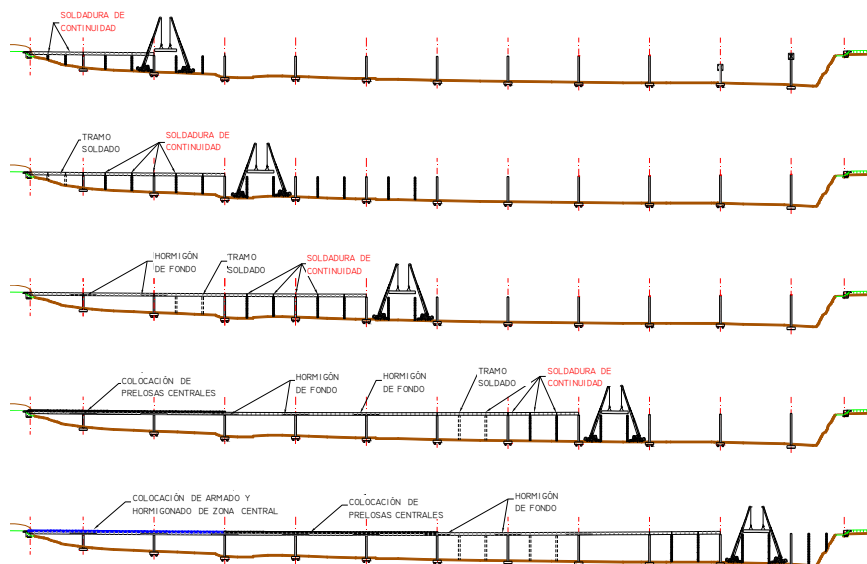 SOLDADURA DE
CONTINUIDAD
TRAMO
SOLDADO
SOLDADURA DE
CONTINUIDAD
HORMIGÓN
DE FONDO
TRAMO
SOLDADO
SOLDADURA DE
CONTINUIDAD
COLOCACIÓN DE
PRELOSAS CENTRALES
HORMIGÓN
DE FONDO
HORMIGÓN
DE FONDO
TRAMO
SOLDADO
SOLDADURA DE
CONTINUIDAD
COLOCACIÓN DE ARMADO Y
HORMIGONADO DE ZONA CENTRAL
COLOCACIÓN DE
PRELOSAS CENTRALES
HORMIGÓN
DE FONDO